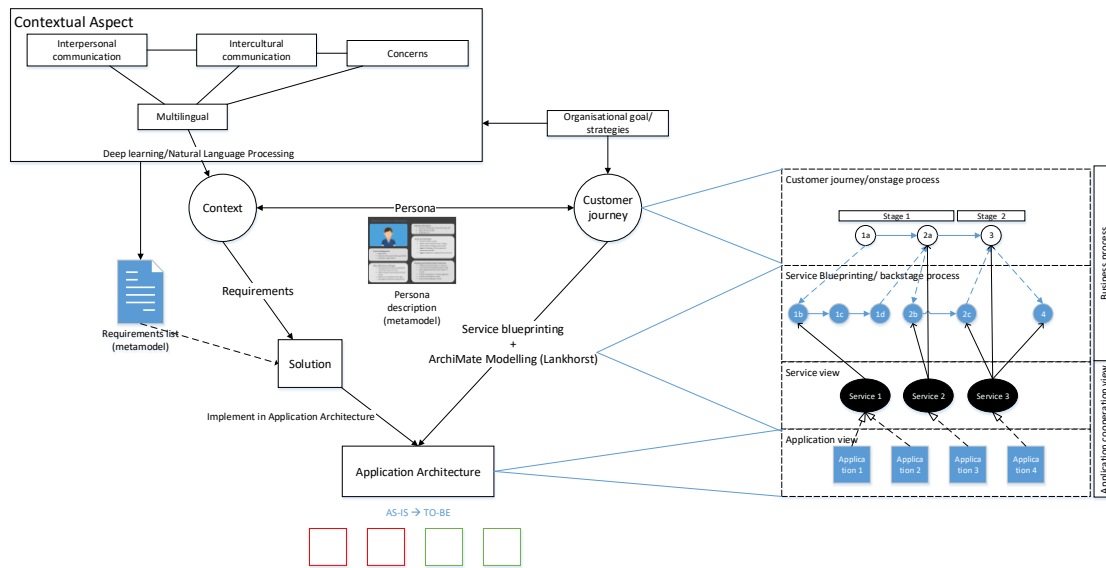 Contextual Aspect
Interpersonal
communication
Intercultural
communication
Concerns
Multilingual
Deep learning/Natural Language Processing
Organisational goal/
strategies
Context
Persona
Customer
journey
Persona
description
(metamodel)
Requirements
Requirements list
(metamodel)
Solution
Service blueprinting
+
ArchiMate Modelling (Lankhorst)
Implement in Application Architecture
Application Architecture
AS-IS → TO-BE
Customer journey/onstage process
Stage 1
Stage 2
1a
2a
3
Service Blueprinting/ backstage process
1b
1c
1d
2b
2c
4
Service view
Service 1
Service 2
Service 3
Application view
Applica
tion 1
Applica
tion 2
Applica
tion 3
Applica
tion 4
Business process
Application cooperation view